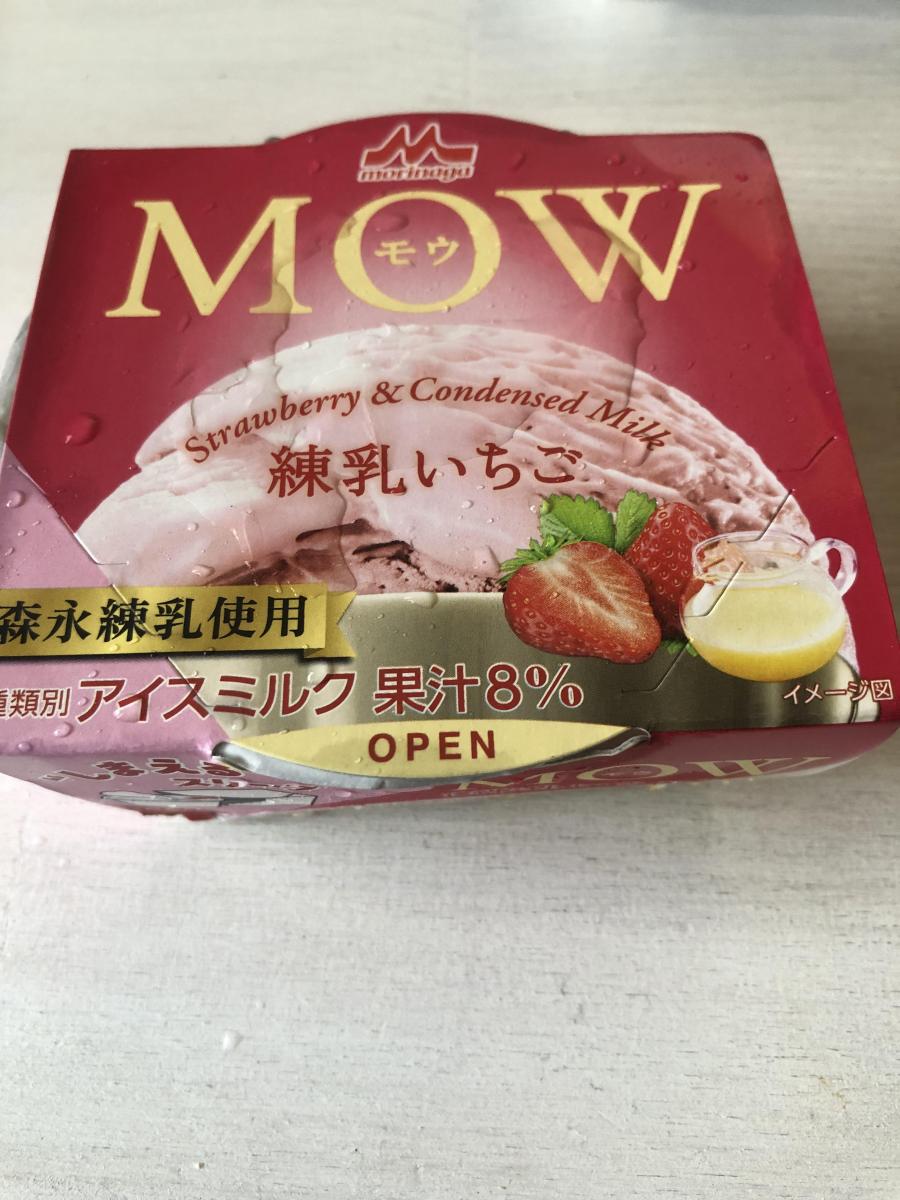 morinaga
MOW
モウ
Strawberry & Condensed Milk
練乳いちご
森永練乳使用
種類別 アイスミルク 果汁8%
イメージ図
OPEN
MOW